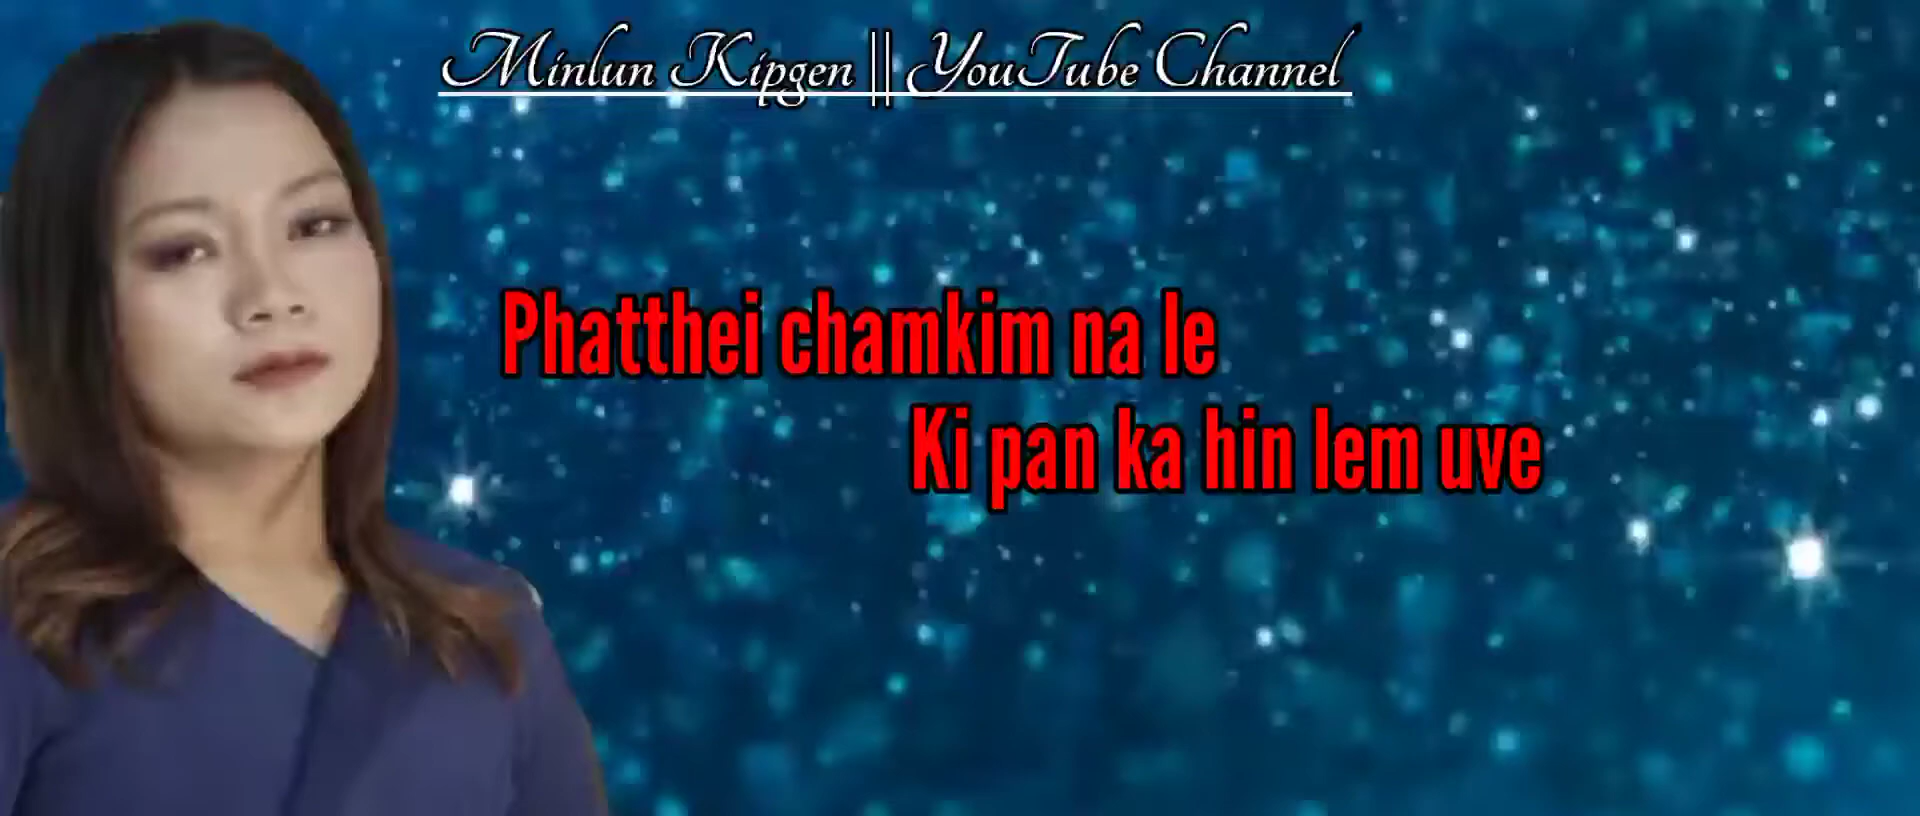 Minlun Kipgen || YouTube Channel
Phatthei chamkim na le
Ki pan ka hin lem uve